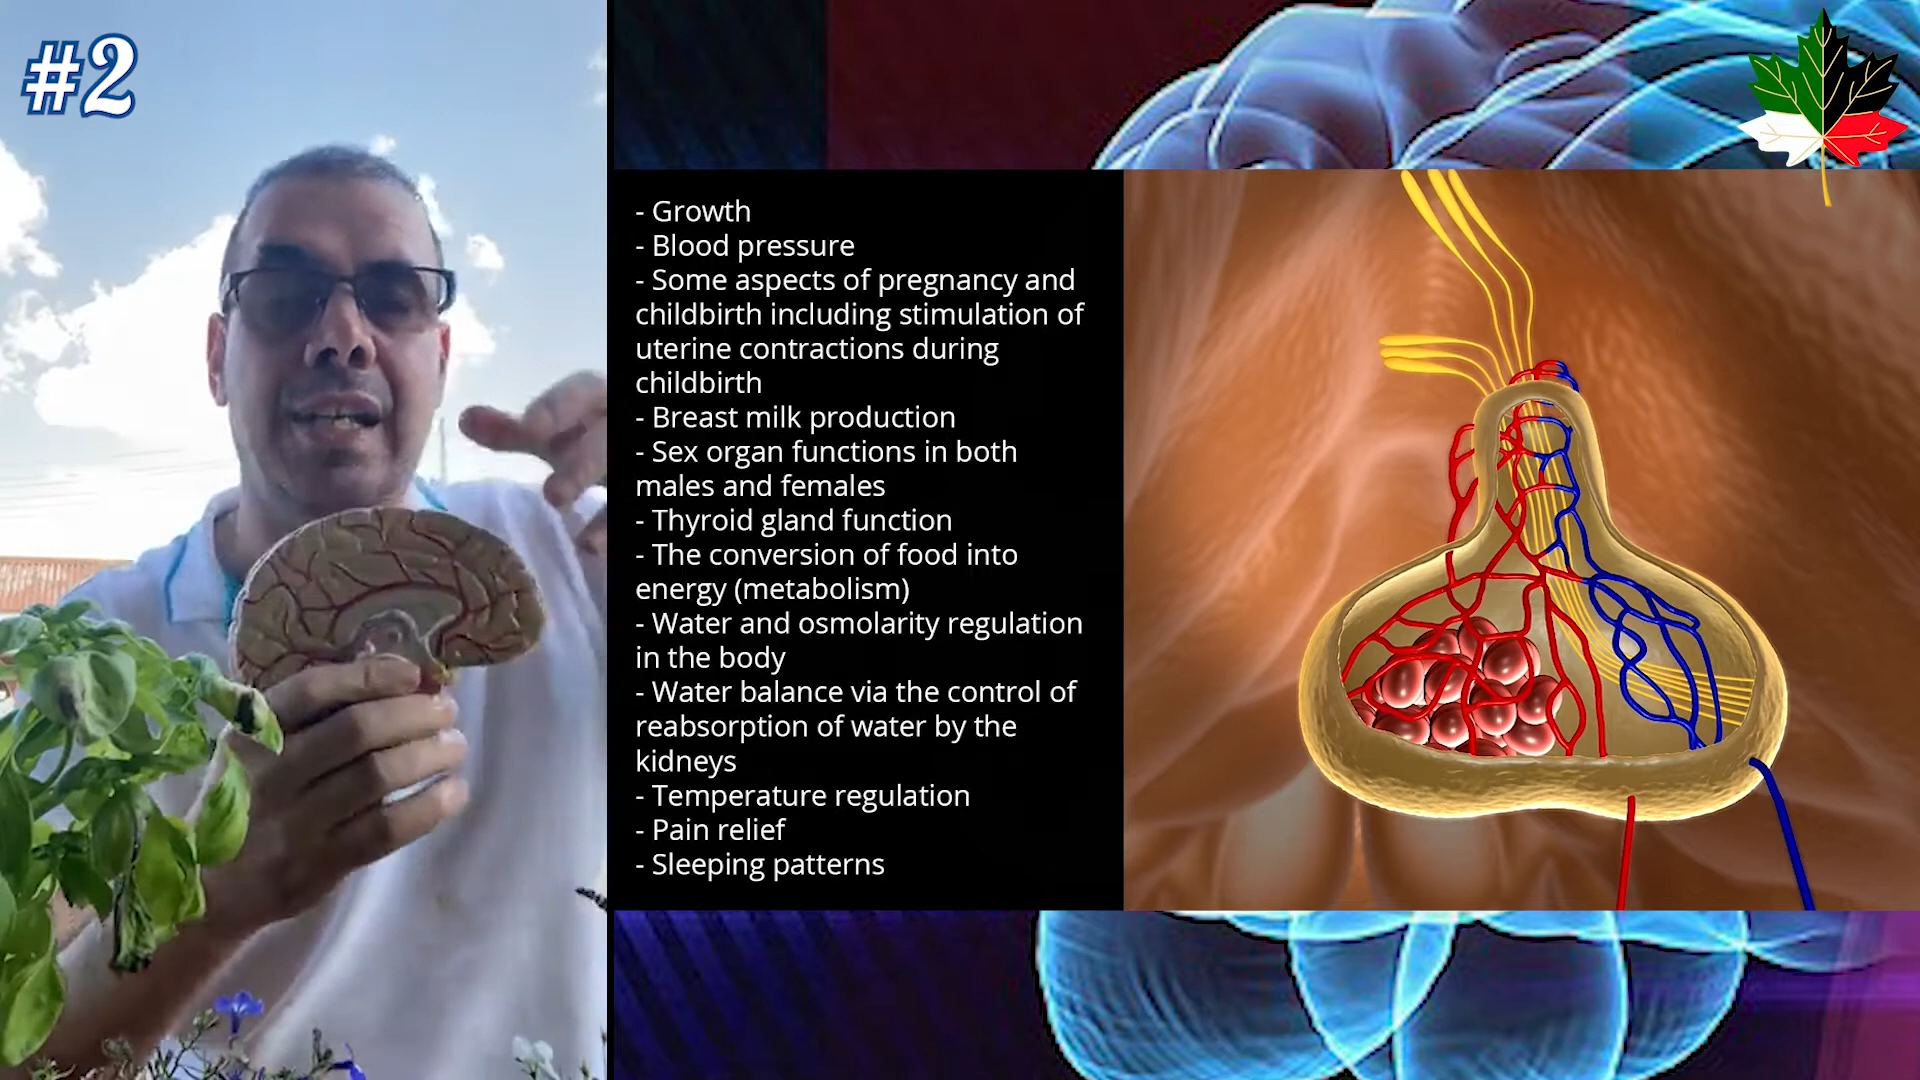 #2
- Growth
- Blood pressure
- Some aspects of pregnancy and
childbirth including stimulation of
uterine contractions during
childbirth
- Breast milk production
- Sex organ functions in both
males and females
- Thyroid gland function
- The conversion of food into
energy (metabolism)
- Water and osmolarity regulation
in the body
- Water balance via the control of
reabsorption of water by the
kidneys
- Temperature regulation
- Pain relief
- Sleeping patterns